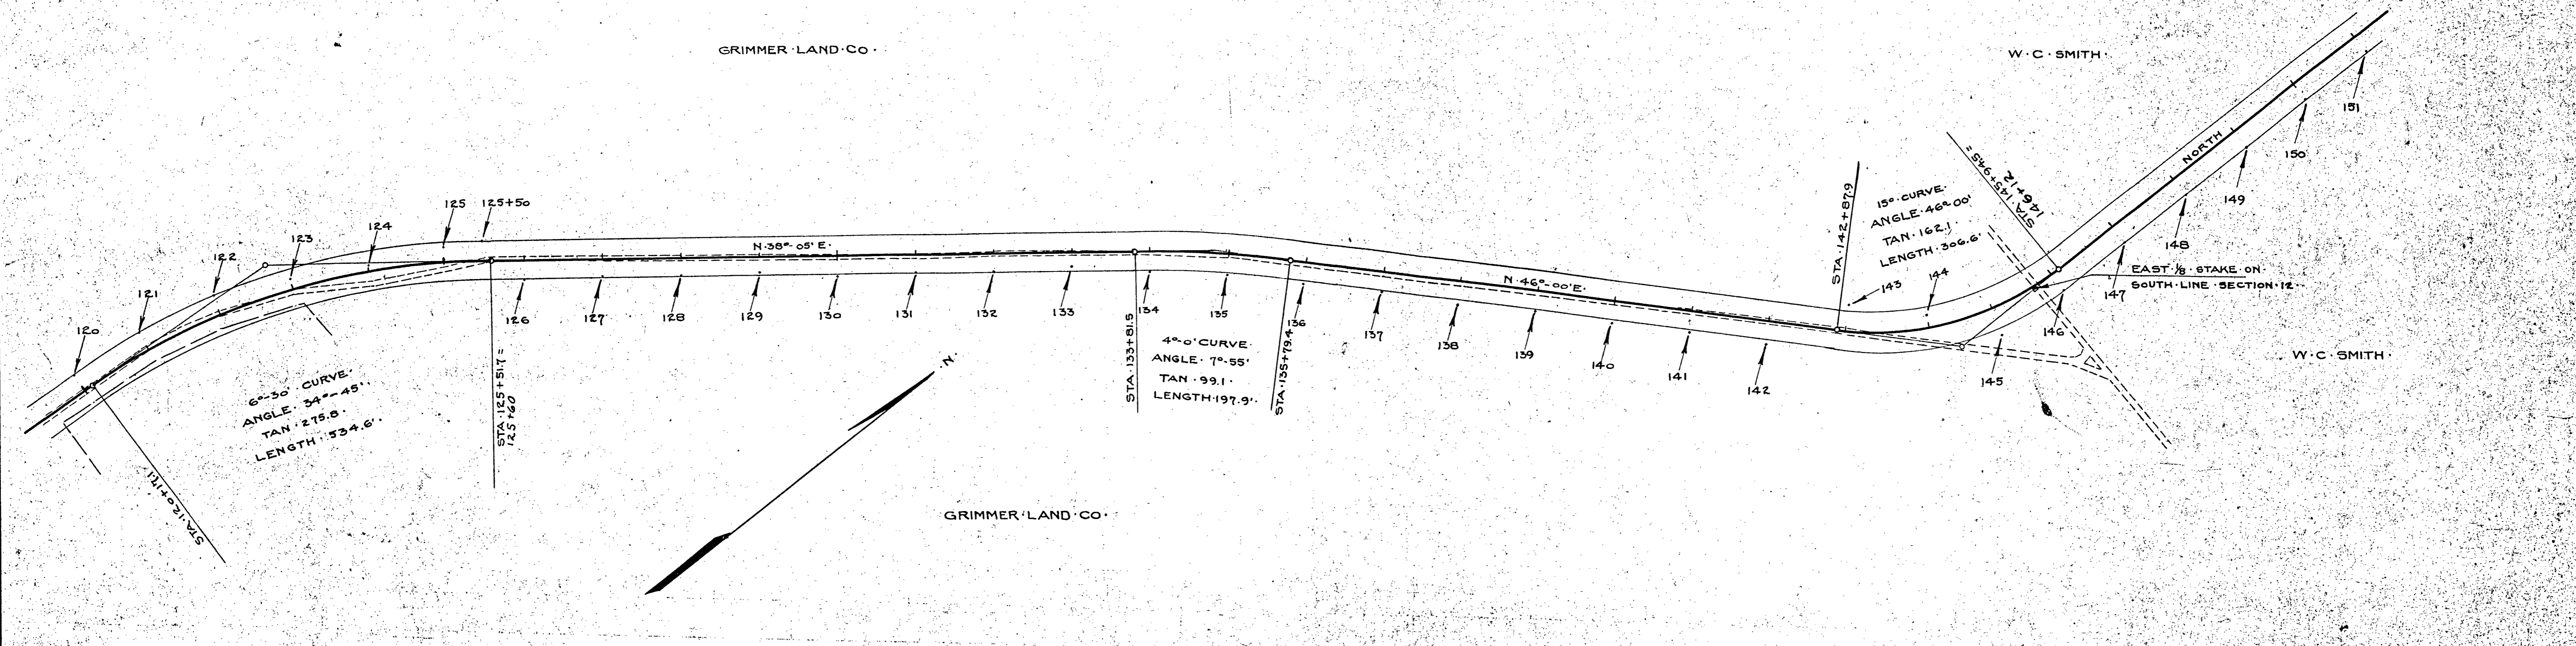 GRIMMER·LAND·CO·
W·C·SMITH·
120
121
122
123
124
125
125+50
N·38°-05'E·
126
127
128
129
130
131
132
133
134
135
136
137
138
139
140
141
142
143
144
145
146
147
148
149
150
151
N·46°-00'E·
NORTH
6°-30' CURVE·
ANGLE· 34°-45'·
TAN·275.8·
LENGTH·534.6'·
STA·120+17.1
STA·125+51.7=
125+60
STA·133+81.5
4°-0'CURVE·
ANGLE· 7°-55'
TAN·99.1·
LENGTH·197.9'·
STA·135+79.4
STA·142+87.9
15°·CURVE·
ANGLE·46°00'
TAN·162.1·
LENGTH·306.6'
STA·145+94.5=
146+12
EAST·⅛·STAKE·ON·
SOUTH·LINE·SECTION·12·
W·C·SMITH·
·N·
GRIMMER·LAND·CO·